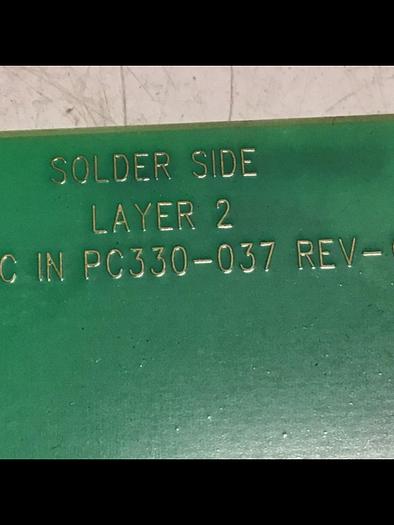 SOLDER SIDE
LAYER 2
C IN PC330-037 REV-